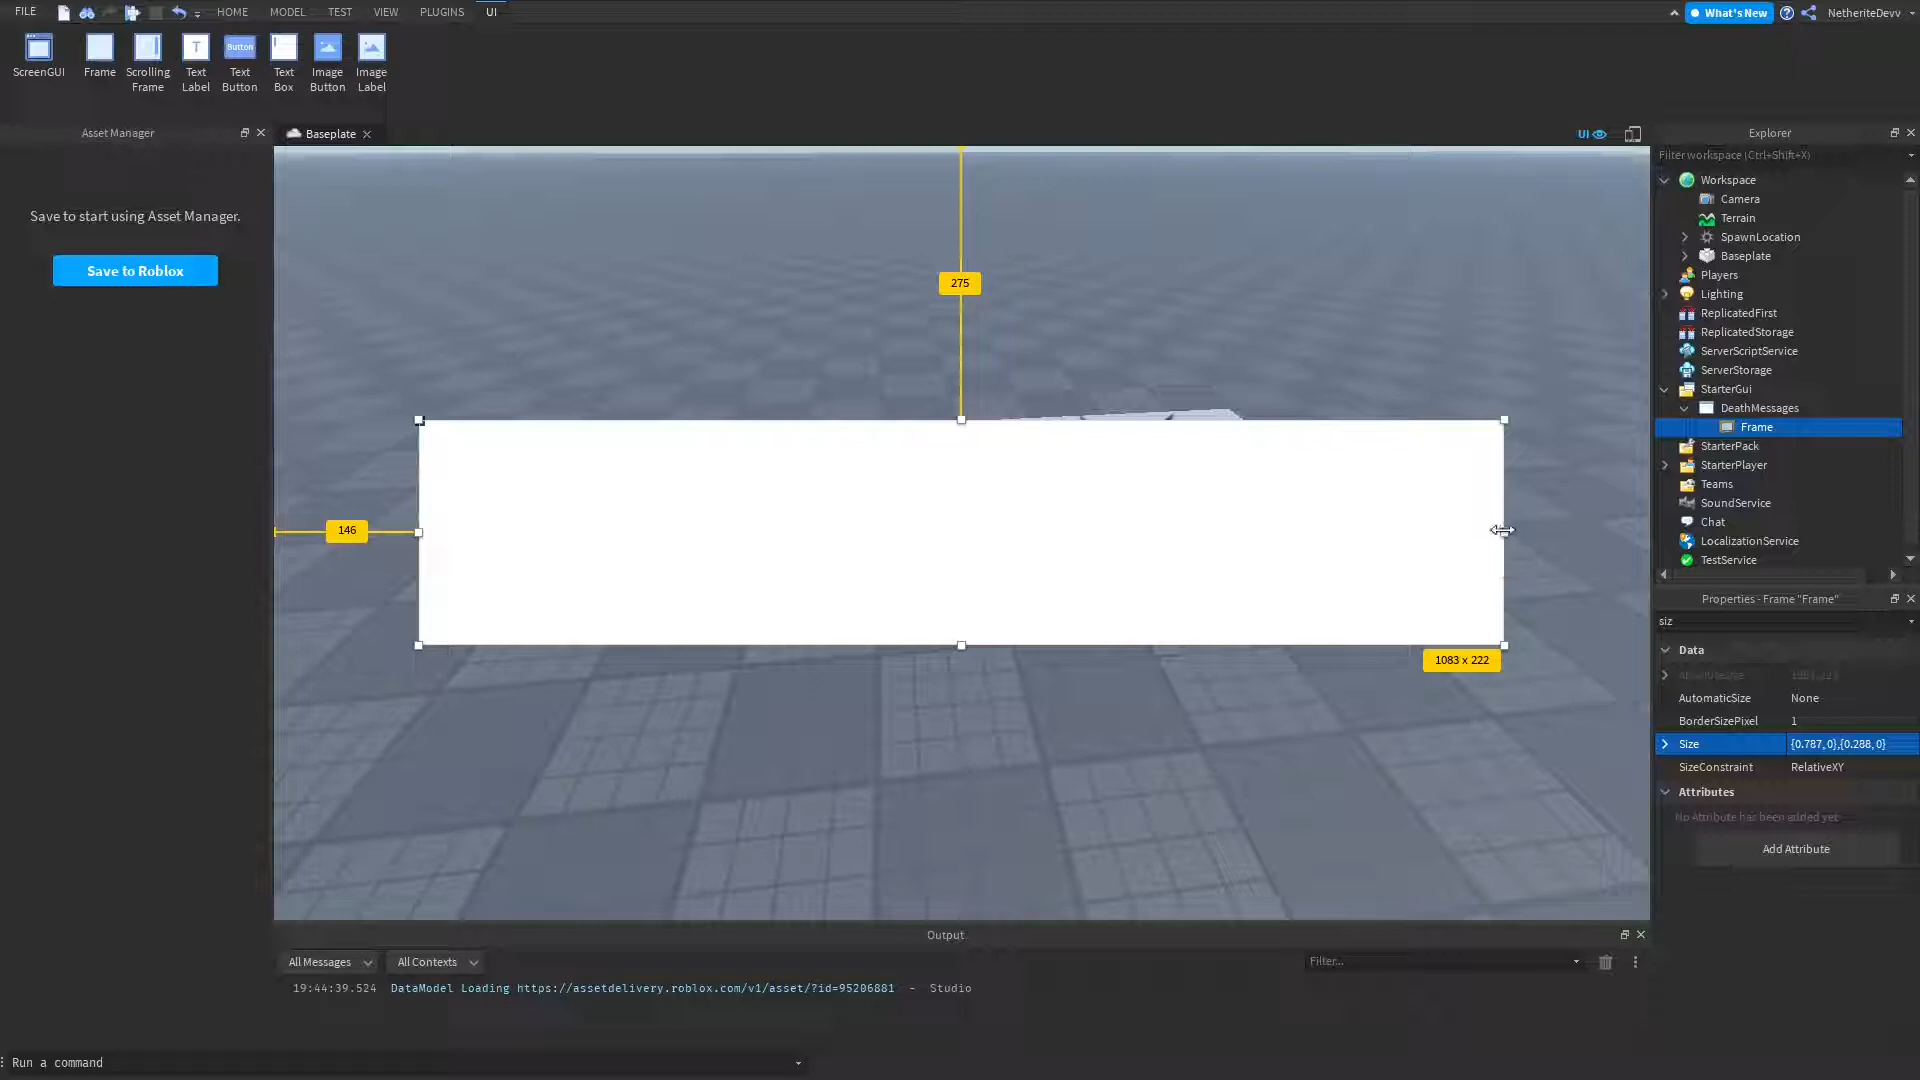 FILE
HOME
MODEL
TEST
VIEW
PLUGINS
UI
What's New
NetheriteDevv
ScreenGUI
Frame
Scrolling
Frame
Text
Label
Button
Text
Button
Text
Box
Image
Button
Image
Label
Asset Manager
Baseplate
UI
Explorer
Filter workspace (Ctrl+Shift+X)
Save to start using Asset Manager.
Save to Roblox
Workspace
Camera
Terrain
SpawnLocation
Baseplate
Players
Lighting
ReplicatedFirst
ReplicatedStorage
ServerScriptService
ServerStorage
StarterGui
DeathMessages
Frame
StarterPack
StarterPlayer
Teams
SoundService
Chat
LocalizationService
TestService
275
146
1083 x 222
Properties - Frame "Frame"
siz
Data
AutomaticSize None
BorderSizePixel 1
Size {0.787, 0},{0.288, 0}
SizeConstraint RelativeXY
Attributes
No Attribute has been added yet
Add Attribute
Output
All Messages
All Contexts
Filter...
19:44:39.524 DataModel Loading https://assetdelivery.roblox.com/v1/asset/?id=95206881 - Studio
Run a command